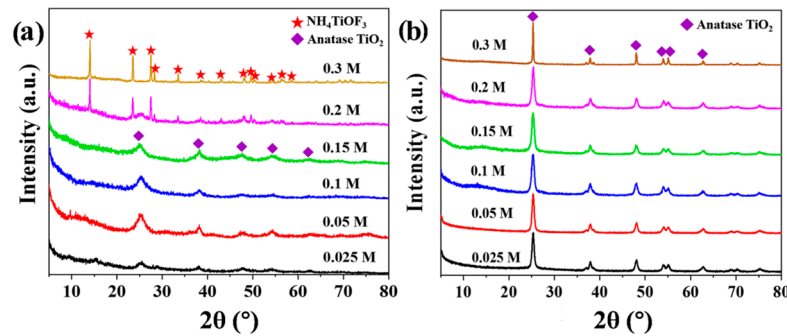 (a)
NH₄TiOF₃
Anatase TiO₂
0.3 M
0.2 M
0.15 M
0.1 M
0.05 M
0.025 M
Intensity (a.u.)
10 20 30 40 50 60 70 80
2θ (°)
(b)
Anatase TiO₂
0.3 M
0.2 M
0.15 M
0.1 M
0.05 M
0.025 M
Intensity (a.u.)
10 20 30 40 50 60 70 80
2θ (°)